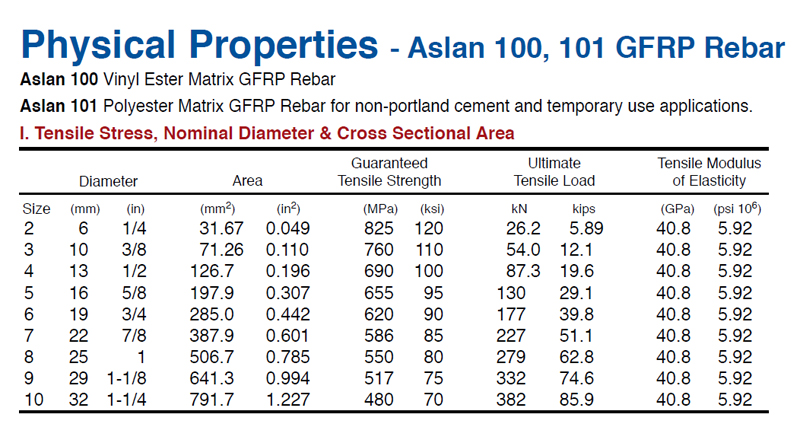 Physical Properties - Aslan 100, 101 GFRP Rebar
Aslan 100 Vinyl Ester Matrix GFRP Rebar
Aslan 101 Polyester Matrix GFRP Rebar for non-portland cement and temporary use applications.
I. Tensile Stress, Nominal Diameter & Cross Sectional Area
Guaranteed Ultimate Tensile Modulus
Diameter Area Tensile Strength Tensile Load of Elasticity
Size (mm) (in) (mm²) (in²) (MPa) (ksi) kN kips (GPa) (psi 10⁶)
2 6 1/4 31.67 0.049 825 120 26.2 5.89 40.8 5.92
3 10 3/8 71.26 0.110 760 110 54.0 12.1 40.8 5.92
4 13 1/2 126.7 0.196 690 100 87.3 19.6 40.8 5.92
5 16 5/8 197.9 0.307 655 95 130 29.1 40.8 5.92
6 19 3/4 285.0 0.442 620 90 177 39.8 40.8 5.92
7 22 7/8 387.9 0.601 586 85 227 51.1 40.8 5.92
8 25 1 506.7 0.785 550 80 279 62.8 40.8 5.92
9 29 1-1/8 641.3 0.994 517 75 332 74.6 40.8 5.92
10 32 1-1/4 791.7 1.227 480 70 382 85.9 40.8 5.92